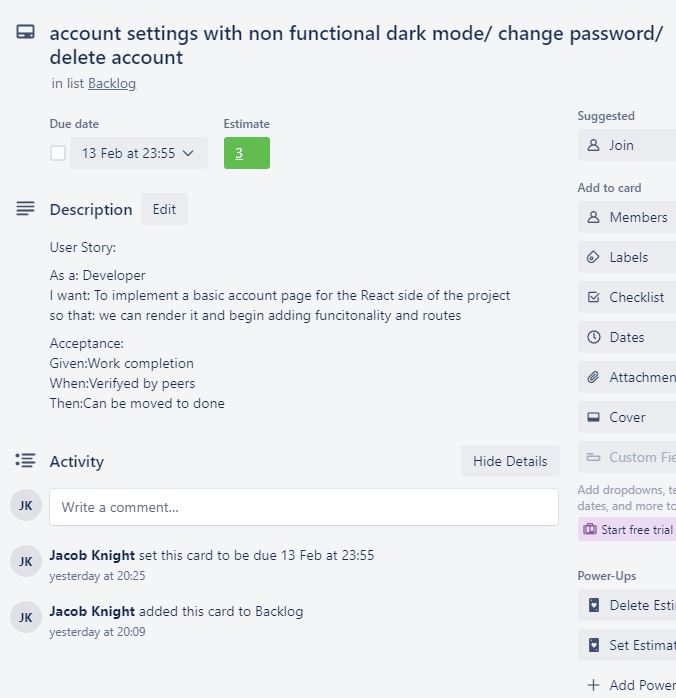 account settings with non functional dark mode/ change password/
delete account
in list Backlog
Due date
Estimate
13 Feb at 23:55
3
Description
Edit
User Story:
As a: Developer
I want: To implement a basic account page for the React side of the project
so that: we can render it and begin adding funcitonality and routes
Acceptance:
Given:Work completion
When:Verifyed by peers
Then:Can be moved to done
Activity
Hide Details
JK
Write a comment...
JK
Jacob Knight set this card to be due 13 Feb at 23:55
yesterday at 20:25
JK
Jacob Knight added this card to Backlog
yesterday at 20:09
Suggested
Join
Add to card
Members
Labels
Checklist
Dates
Attachmen
Cover
Custom Fie
Add dropdowns, te
dates, and more to
Start free trial
Power-Ups
Delete Esti
Set Estimat
Add Power